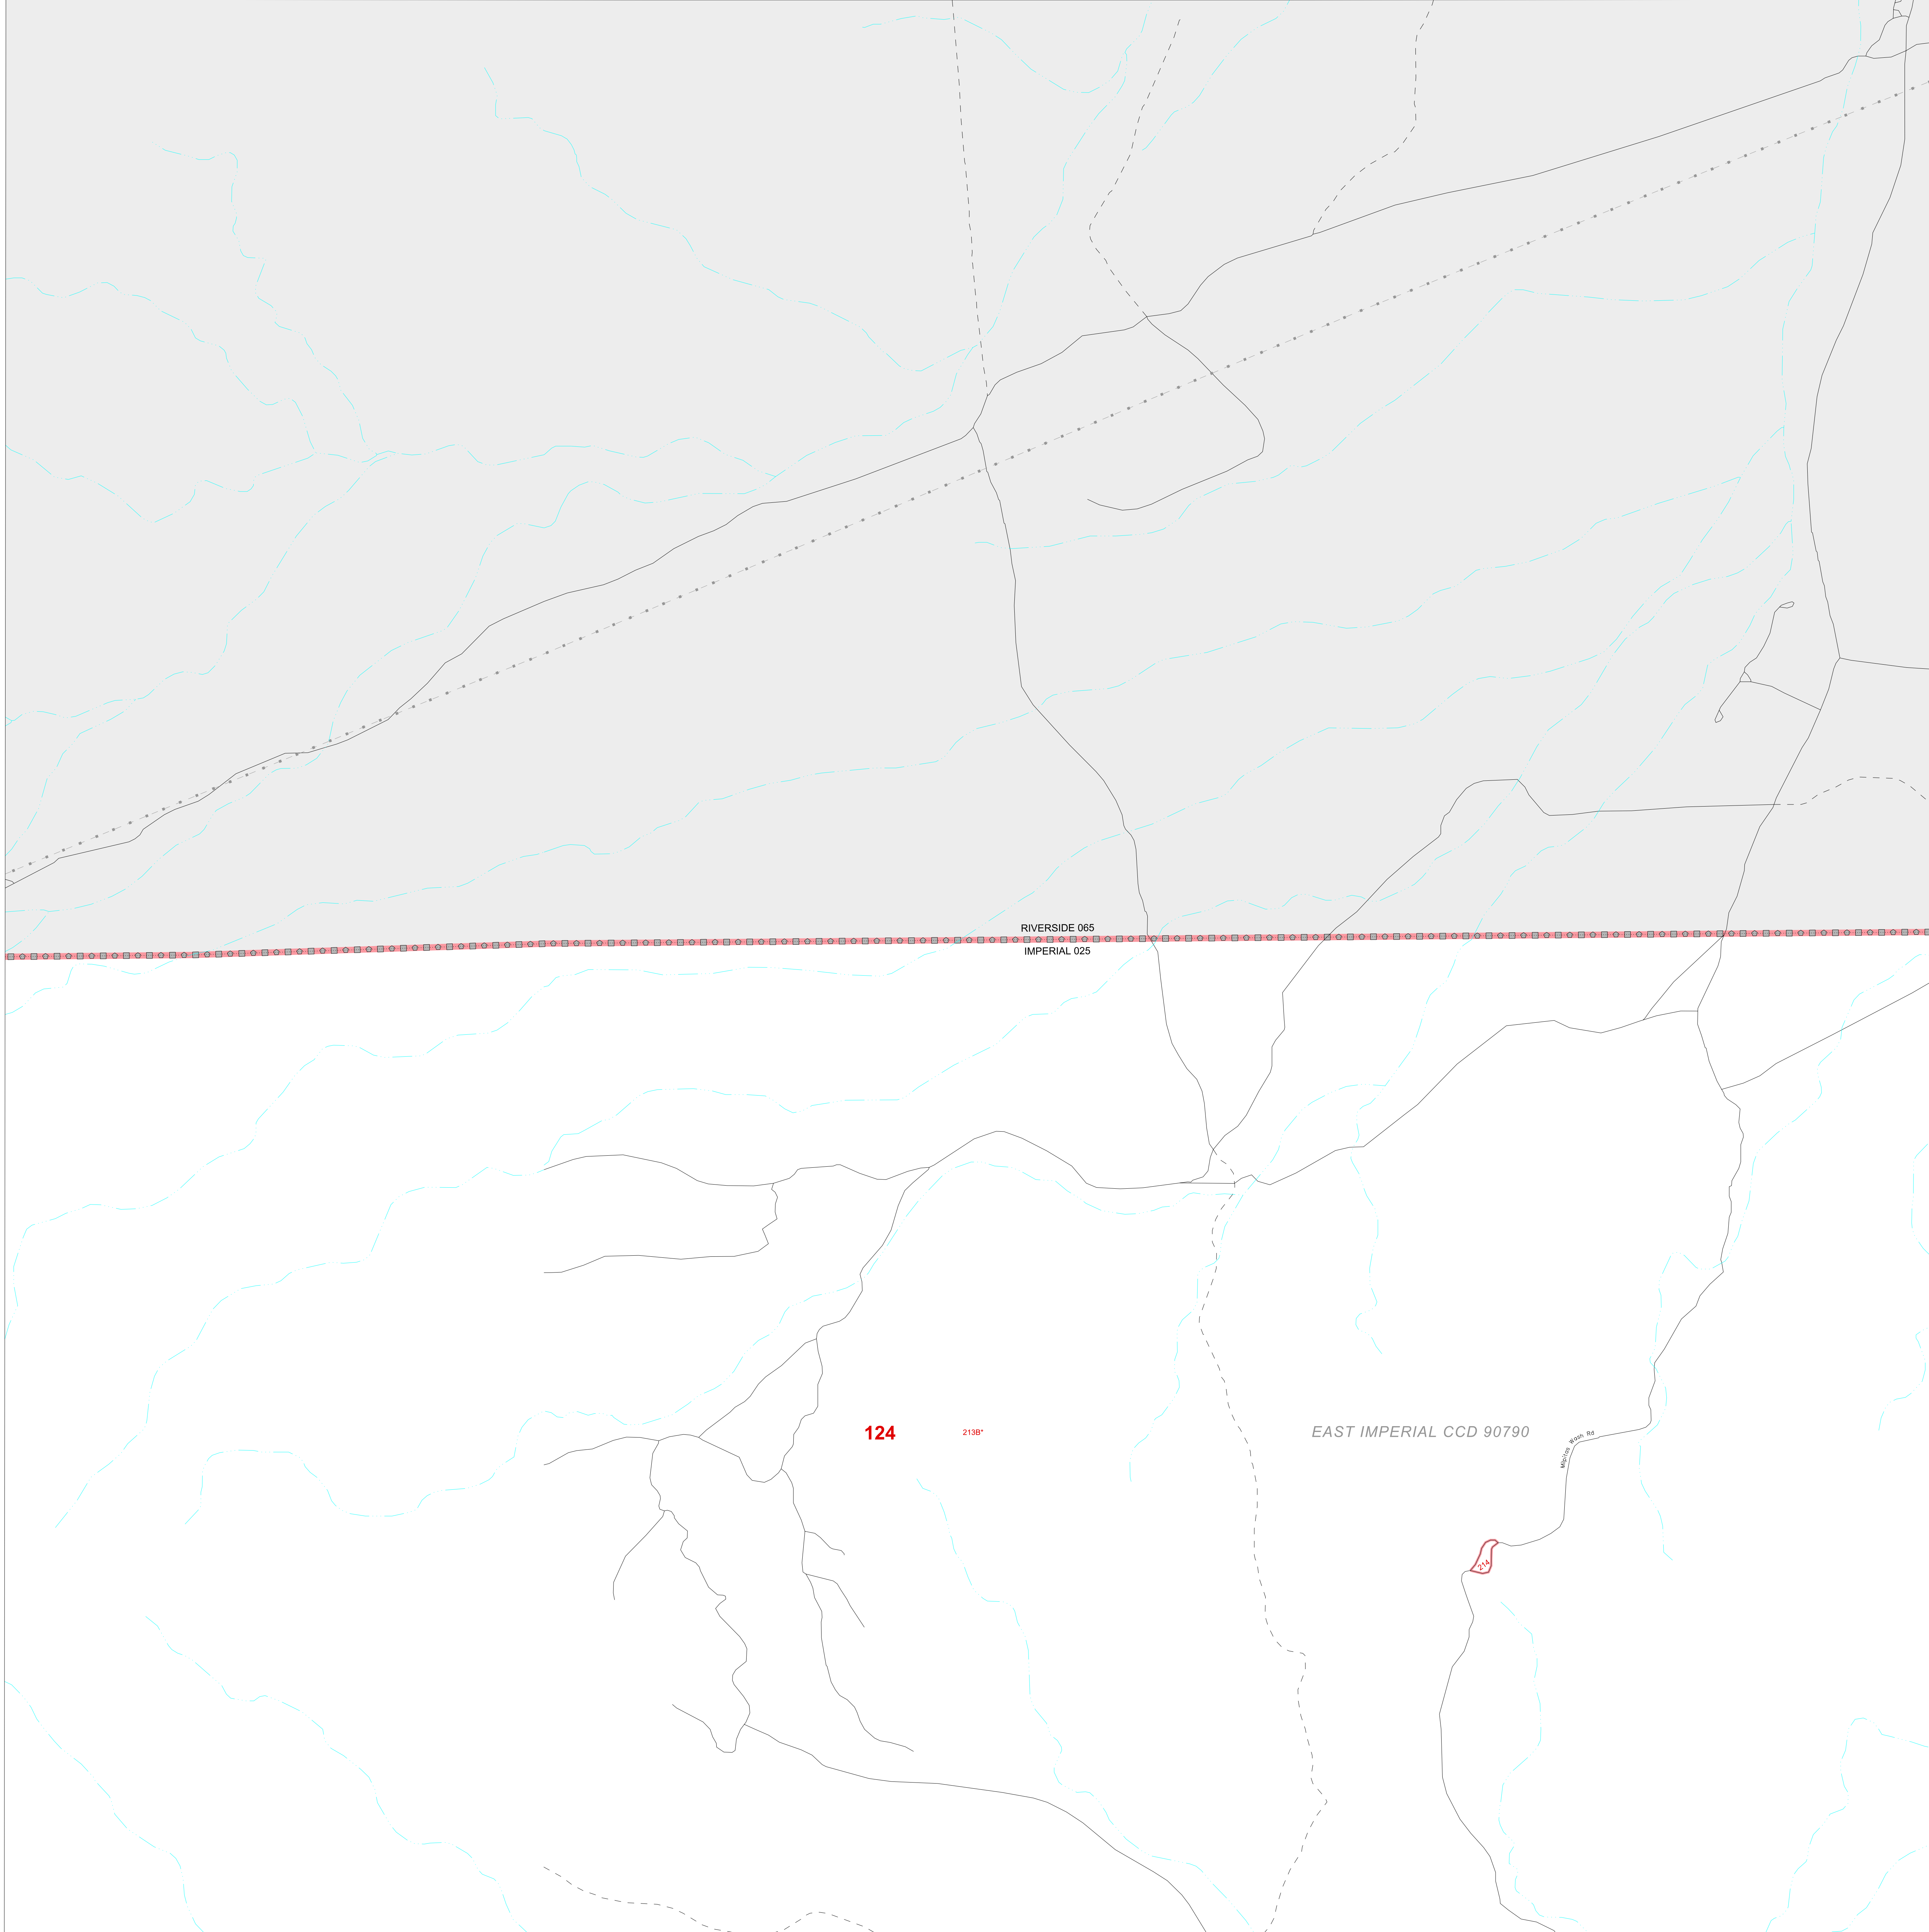 RIVERSIDE 065
IMPERIAL 025
124
213B*
EAST IMPERIAL CCD 90790
Milpitas Wash Rd
214